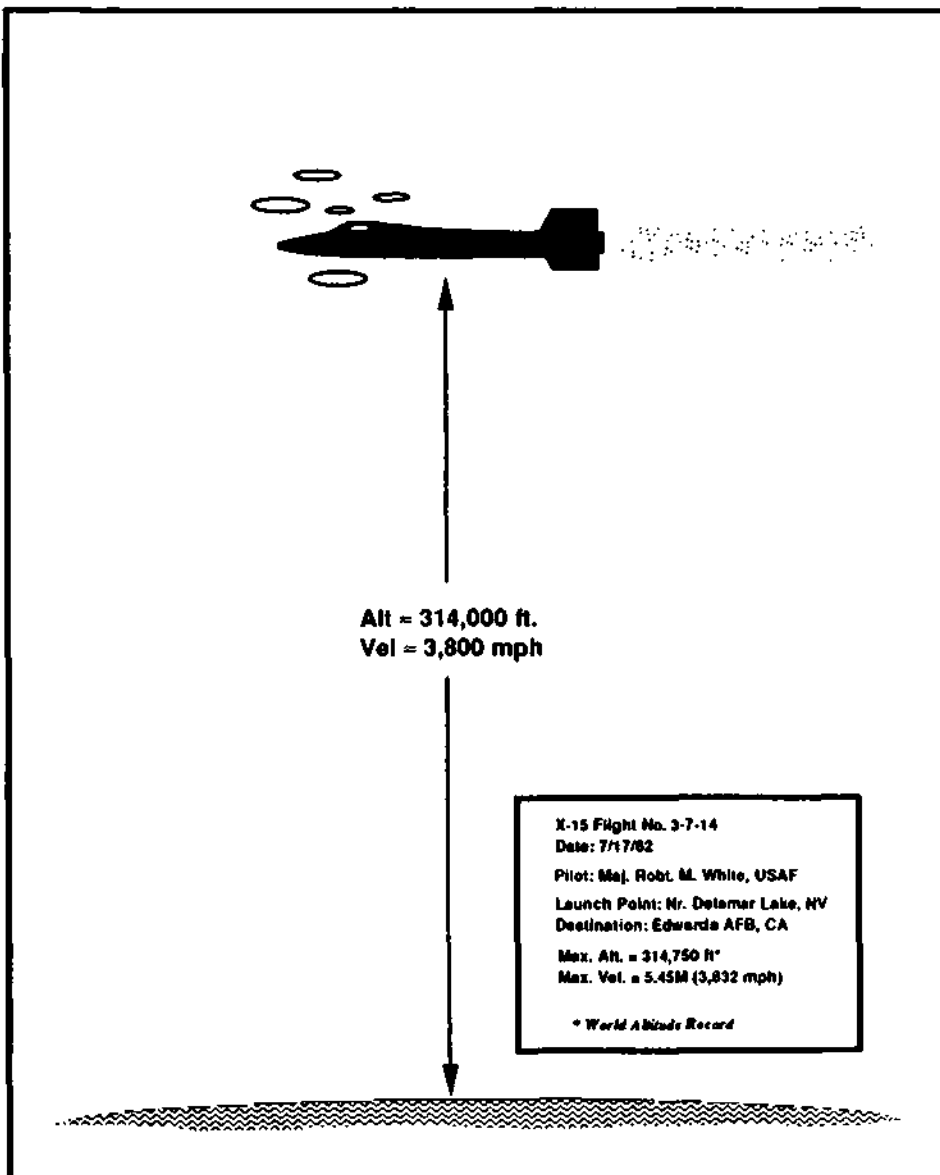 Alt ≈ 314,000 ft.
Vel ≈ 3,800 mph
X-15 Flight No. 3-7-14
Date: 7/17/62
Pilot: Maj. Robt. M. White, USAF
Launch Point: Nr. Delamar Lake, NV
Destination: Edwards AFB, CA
Max. Alt. = 314,750 ft*
Max. Vel. = 5.45M (3,832 mph)
* World Altitude Record